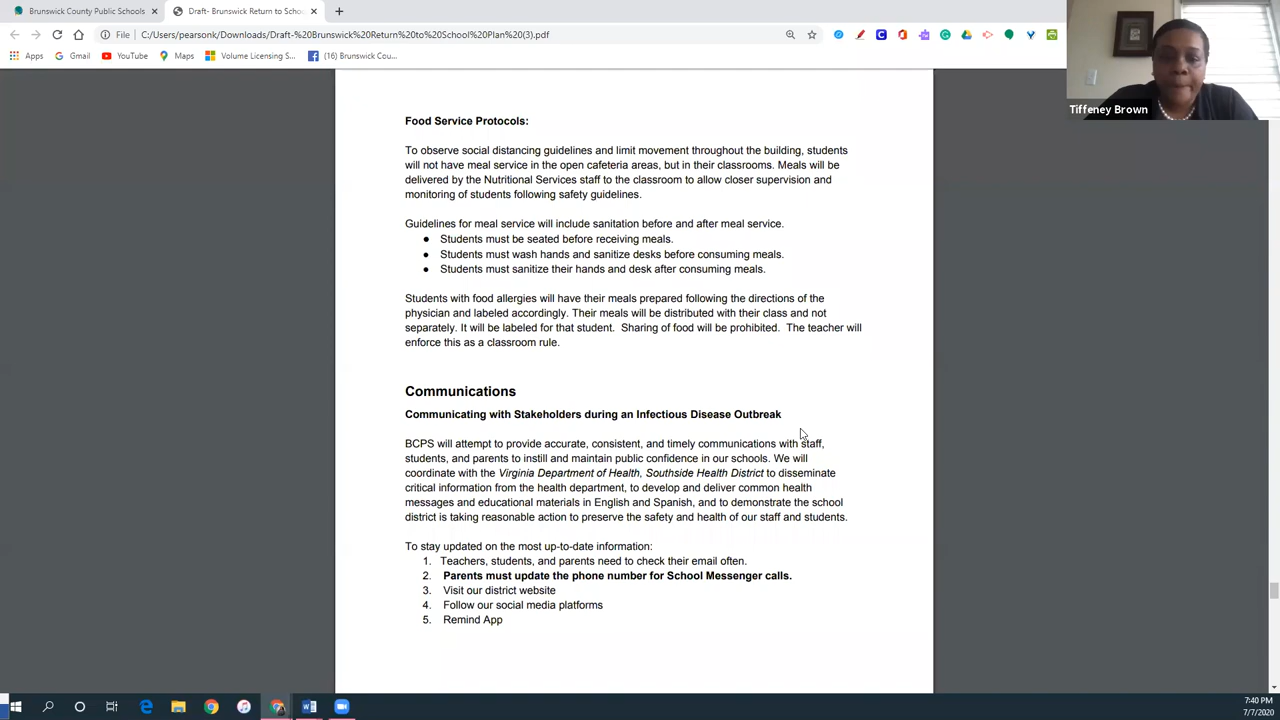 Brunswick County Public Schools
Draft- Brunswick Return to Schoo
File
C:/Users/pearsonk/Downloads/Draft-%20Brunswick%20Return%20to%20School%20Plan%20(3).pdf
Apps
Gmail
YouTube
Maps
Volume Licensing S...
(16) Brunswick Cou...
Tiffeney Brown
Food Service Protocols:
To observe social distancing guidelines and limit movement throughout the building, students
will not have meal service in the open cafeteria areas, but in their classrooms. Meals will be
delivered by the Nutritional Services staff to the classroom to allow closer supervision and
monitoring of students following safety guidelines.
Guidelines for meal service will include sanitation before and after meal service.
● Students must be seated before receiving meals.
● Students must wash hands and sanitize desks before consuming meals.
● Students must sanitize their hands and desk after consuming meals.
Students with food allergies will have their meals prepared following the directions of the
physician and labeled accordingly. Their meals will be distributed with their class and not
separately. It will be labeled for that student. Sharing of food will be prohibited. The teacher will
enforce this as a classroom rule.
Communications
Communicating with Stakeholders during an Infectious Disease Outbreak
BCPS will attempt to provide accurate, consistent, and timely communications with staff,
students, and parents to instill and maintain public confidence in our schools. We will
coordinate with the Virginia Department of Health, Southside Health District to disseminate
critical information from the health department, to develop and deliver common health
messages and educational materials in English and Spanish, and to demonstrate the school
district is taking reasonable action to preserve the safety and health of our staff and students.
To stay updated on the most up-to-date information:
1. Teachers, students, and parents need to check their email often.
2. Parents must update the phone number for School Messenger calls.
3. Visit our district website
4. Follow our social media platforms
5. Remind App
7:40 PM
7/7/2020